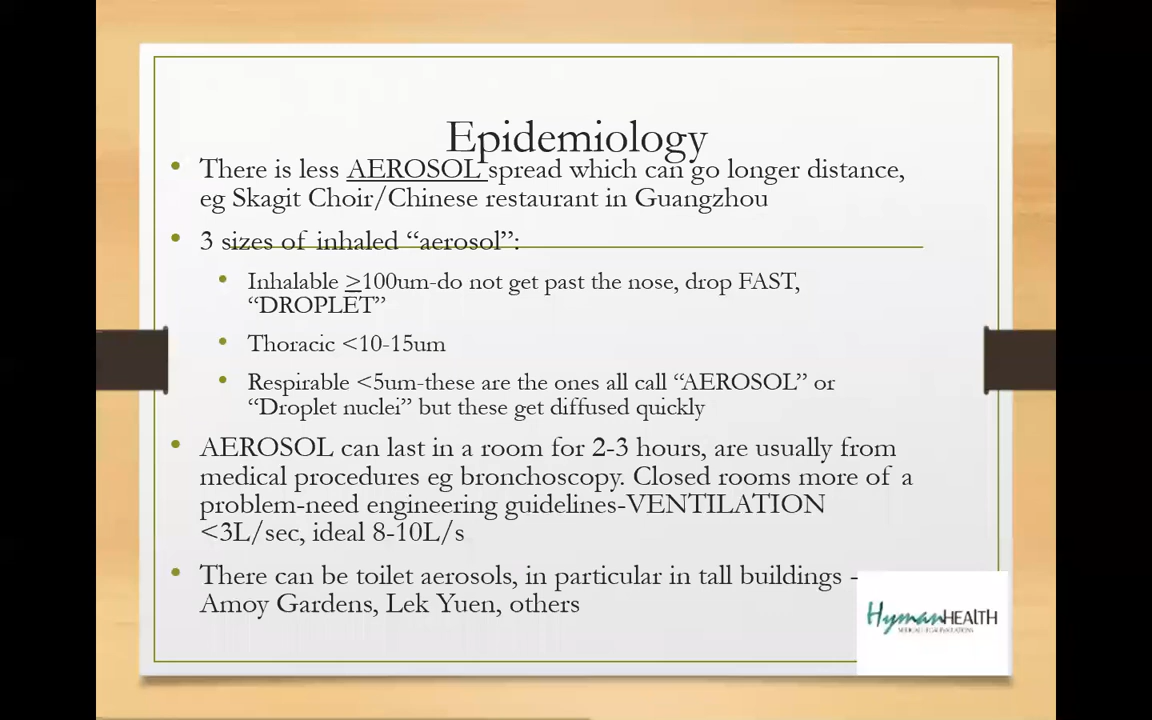 Epidemiology
• There is less AEROSOL spread which can go longer distance,
eg Skagit Choir/Chinese restaurant in Guangzhou
• 3 sizes of inhaled “aerosol”:
• Inhalable ≥100um-do not get past the nose, drop FAST,
“DROPLET”
• Thoracic <10-15um
• Respirable <5um-these are the ones all call “AEROSOL” or
“Droplet nuclei” but these get diffused quickly
• AEROSOL can last in a room for 2-3 hours, are usually from
medical procedures eg bronchoscopy. Closed rooms more of a
problem-need engineering guidelines-VENTILATION
<3L/sec, ideal 8-10L/s
• There can be toilet aerosols, in particular in tall buildings –
Amoy Gardens, Lek Yuen, others
HymanHEALTH